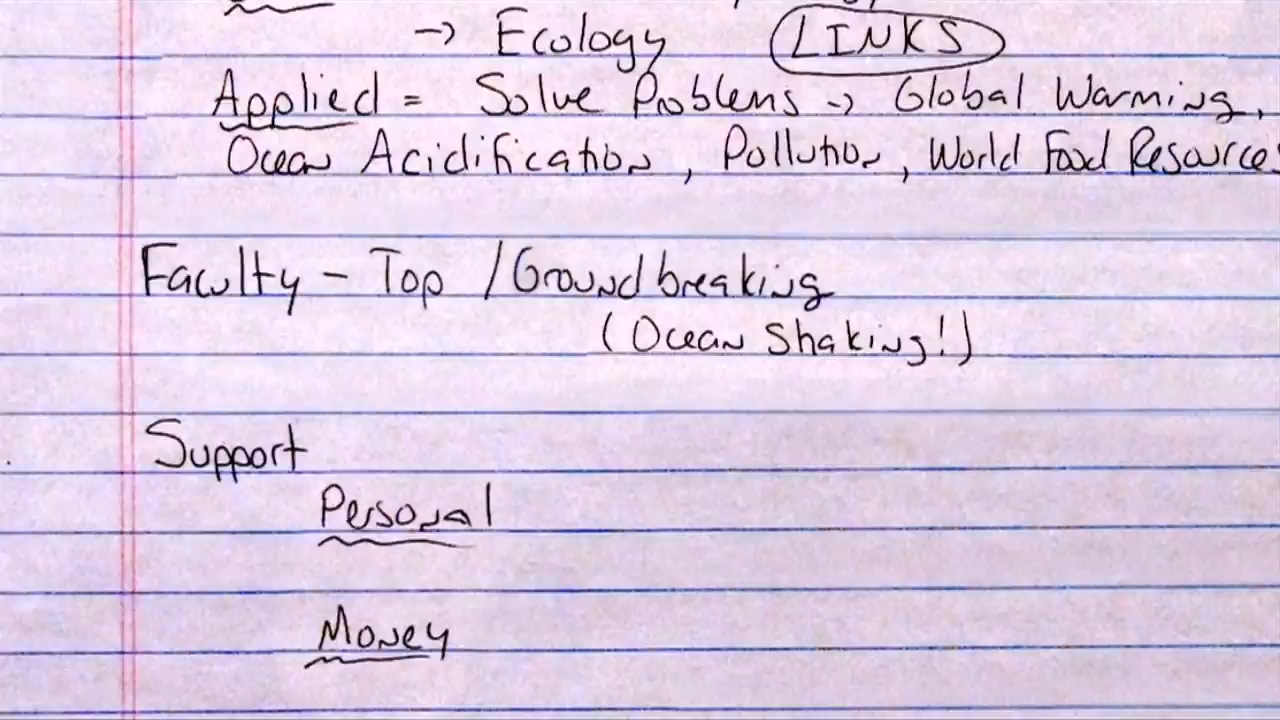 → Ecology LINKS
Applied = Solve Problems → Global Warming,
Ocean Acidification, Pollution, World Food Resources
Faculty - Top / Groundbreaking
(Ocean Shaking!)
Support
Personal
Money